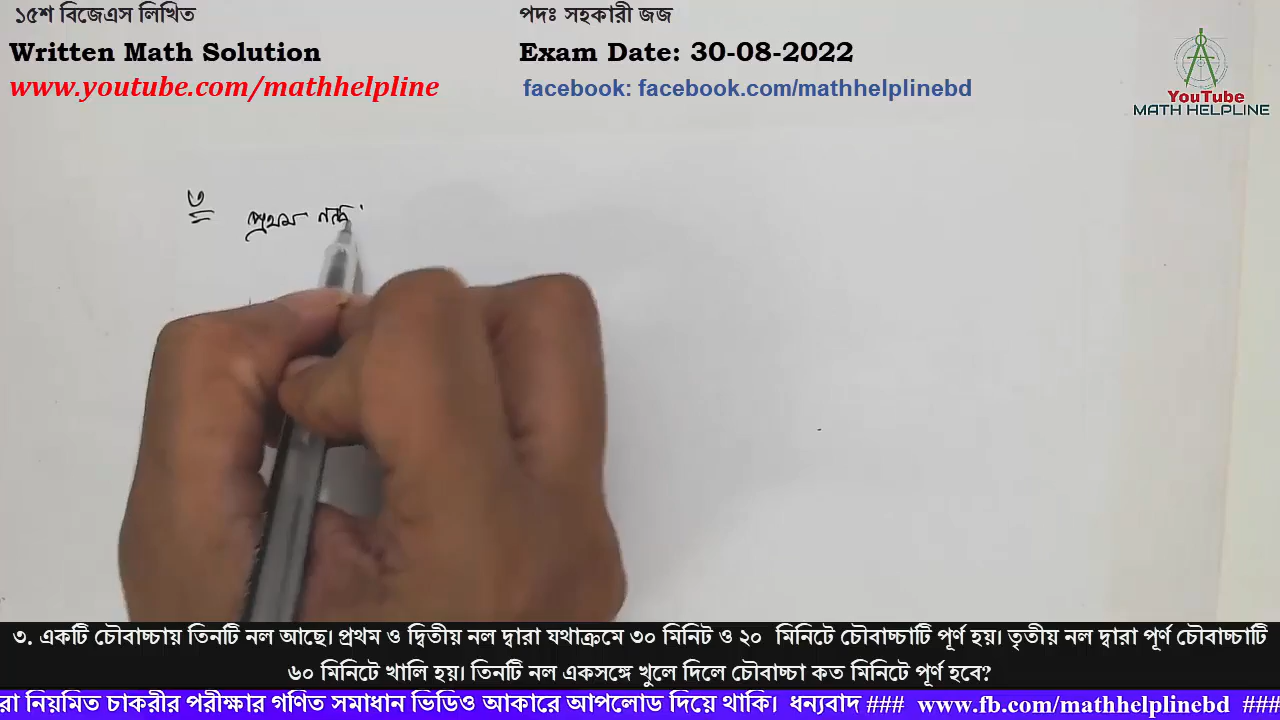 ১৫শ বিজেএস লিখিত
পদঃ সহকারী জজ
Written Math Solution
Exam Date: 30-08-2022
www.youtube.com/mathhelpline
facebook: facebook.com/mathhelplinebd
YouTube
MATH HELPLINE
৩
প্রথম নল
৩. একটি চৌবাচ্চায় তিনটি নল আছে। প্রথম ও দ্বিতীয় নল দ্বারা যথাক্রমে ৩০ মিনিট ও ২০ মিনিটে চৌবাচ্চাটি পূর্ণ হয়। তৃতীয় নল দ্বারা পূর্ণ চৌবাচ্চাটি
৬০ মিনিটে খালি হয়। তিনটি নল একসঙ্গে খুলে দিলে চৌবাচ্চা কত মিনিটে পূর্ণ হবে?
রা নিয়মিত চাকরীর পরীক্ষার গণিত সমাধান ভিডিও আকারে আপলোড দিয়ে থাকি। ধন্যবাদ ### www.fb.com/mathhelplinebd ###